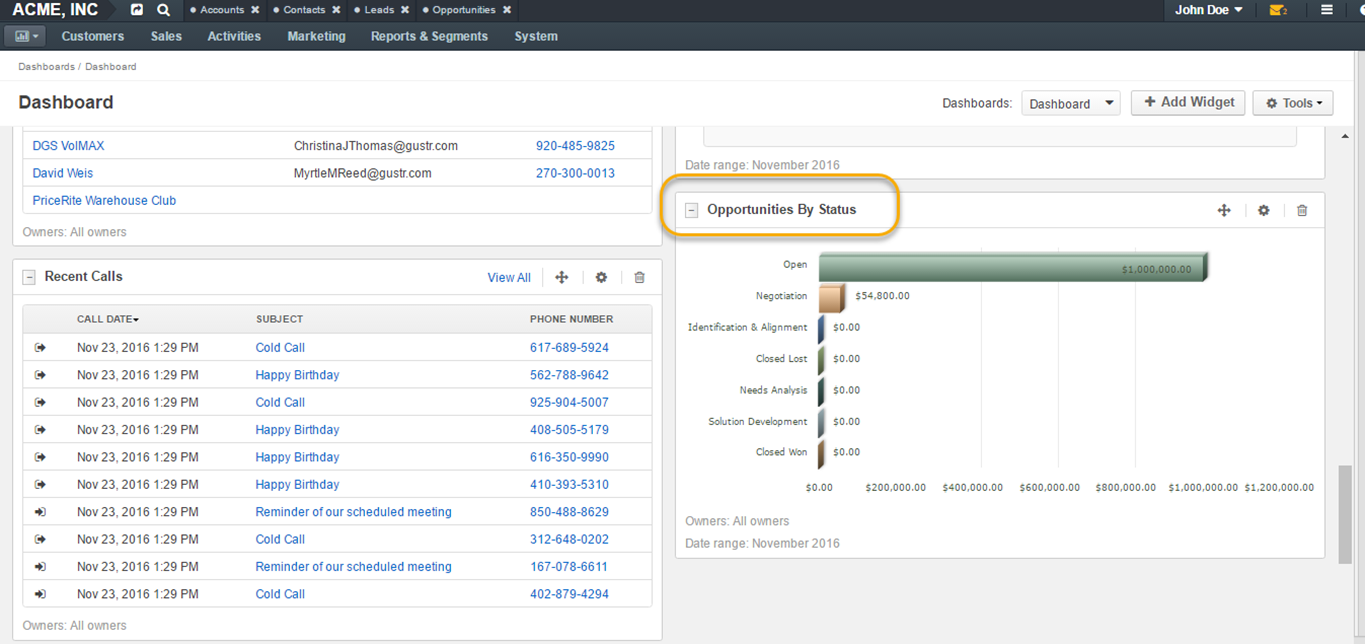 ACME, INC Accounts Contacts Leads Opportunities John Doe 2
Customers Sales Activities Marketing Reports & Segments System
Dashboards / Dashboard
Dashboard
Dashboards: Dashboard + Add Widget Tools
DGS VolMAX ChristinaJThomas@gustr.com 920-485-9825
David Weis MyrtleMReed@gustr.com 270-300-0013
PriceRite Warehouse Club
Owners: All owners
Recent Calls View All
CALL DATE SUBJECT PHONE NUMBER
Nov 23, 2016 1:29 PM Cold Call 617-689-5924
Nov 23, 2016 1:29 PM Happy Birthday 562-788-9642
Nov 23, 2016 1:29 PM Cold Call 925-904-5007
Nov 23, 2016 1:29 PM Happy Birthday 408-505-5179
Nov 23, 2016 1:29 PM Happy Birthday 616-350-9990
Nov 23, 2016 1:29 PM Happy Birthday 410-393-5310
Nov 23, 2016 1:29 PM Reminder of our scheduled meeting 850-488-8629
Nov 23, 2016 1:29 PM Cold Call 312-648-0202
Nov 23, 2016 1:29 PM Reminder of our scheduled meeting 167-078-6611
Nov 23, 2016 1:29 PM Cold Call 402-879-4294
Owners: All owners
Date range: November 2016
Opportunities By Status
Open $1,000,000.00
Negotiation $54,800.00
Identification & Alignment $0.00
Closed Lost $0.00
Needs Analysis $0.00
Solution Development $0.00
Closed Won $0.00
$0.00 $200,000.00 $400,000.00 $600,000.00 $800,000.00 $1,000,000.00 $1,200,000.00
Owners: All owners
Date range: November 2016